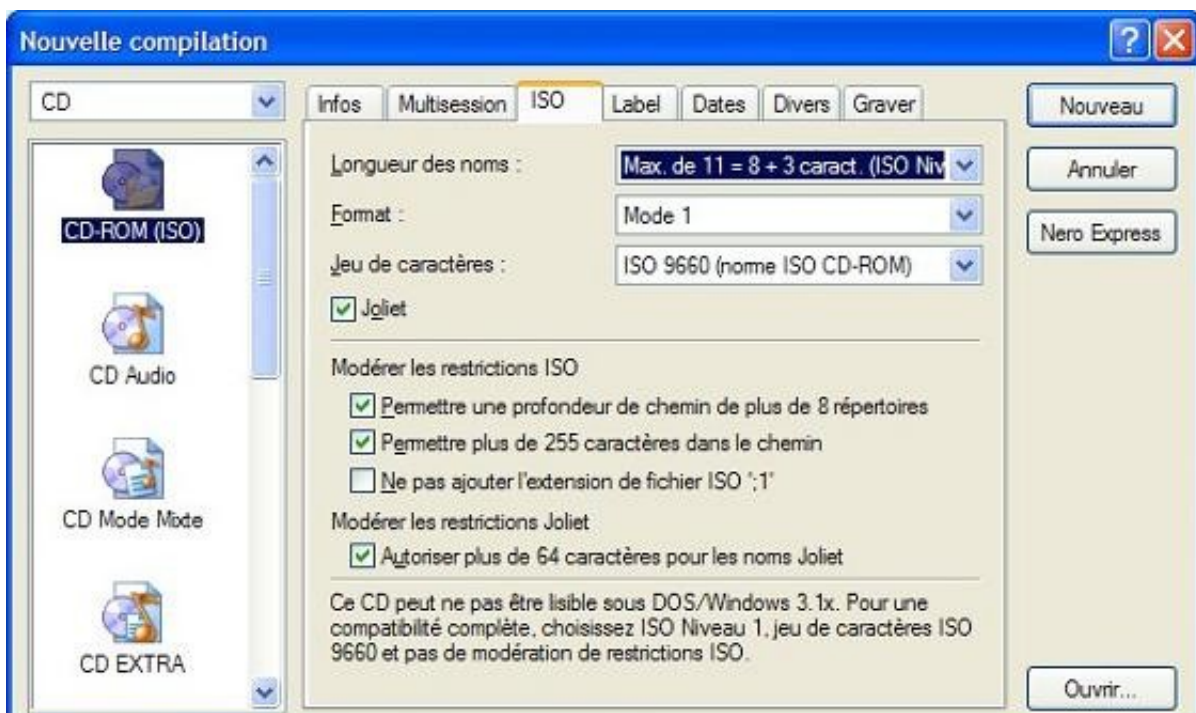 Nouvelle compilation
CD
CD-ROM (ISO)
CD Audio
CD Mode Mixte
CD EXTRA
Infos
Multisession
ISO
Label
Dates
Divers
Graver
Longueur des noms :
Max. de 11 = 8 + 3 caract. (ISO Niv
Format :
Mode 1
Jeu de caractères :
ISO 9660 (norme ISO CD-ROM)
Joliet
Modérer les restrictions ISO
Permettre une profondeur de chemin de plus de 8 répertoires
Permettre plus de 255 caractères dans le chemin
Ne pas ajouter l'extension de fichier ISO ";1"
Modérer les restrictions Joliet
Autoriser plus de 64 caractères pour les noms Joliet
Ce CD peut ne pas être lisible sous DOS/Windows 3.1x. Pour une
compatibilité complète, choisissez ISO Niveau 1, jeu de caractères ISO
9660 et pas de modération de restrictions ISO.
Nouveau
Annuler
Nero Express
Ouvrir...